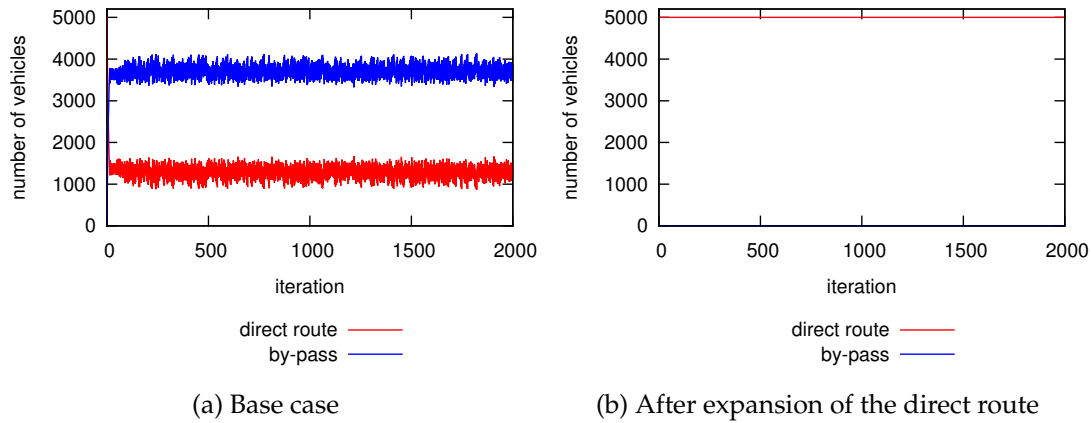 number of vehicles
5000
4000
3000
2000
1000
0
0 500 1000 1500 2000
iteration
direct route
by-pass
(a) Base case
number of vehicles
5000
4000
3000
2000
1000
0
0 500 1000 1500 2000
iteration
direct route
by-pass
(b) After expansion of the direct route